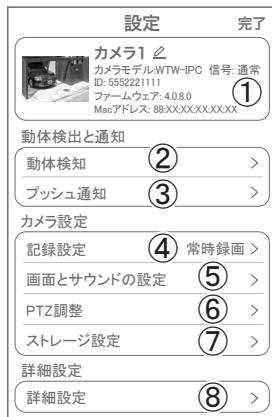 設定 完了
カメラ1
カメラモデル:WTW-IPC 信号: 通常
ID: 5552221111
ファームウェア: 4.0.8.0
Macアドレス: 88:XX:XX:XX:XX:XX
①
動体検出と通知
動体検知 ② >
プッシュ通知 ③ >
カメラ設定
記録設定 ④ 常時録画 >
画面とサウンドの設定 ⑤ >
PTZ調整 ⑥ >
ストレージ設定 ⑦ >
詳細設定
詳細設定 ⑧ >